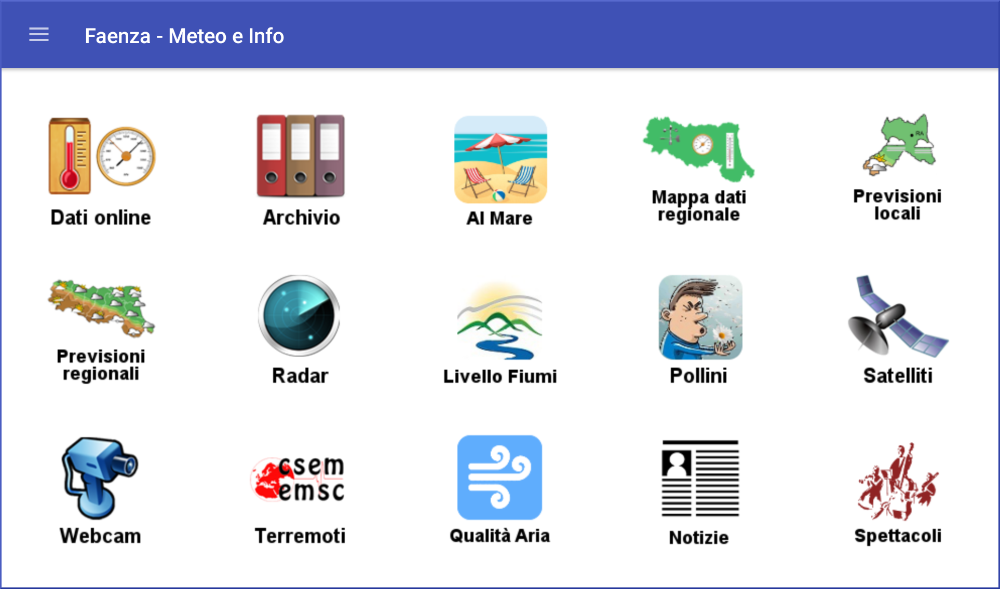 Faenza - Meteo e Info
Dati online
Archivio
Al Mare
Mappa dati
regionale
RA
Previsioni
locali
Previsioni
regionali
Radar
Livello Fiumi
Pollini
Satelliti
Webcam
csem
emsc
Terremoti
Qualità Aria
Notizie
Spettacoli